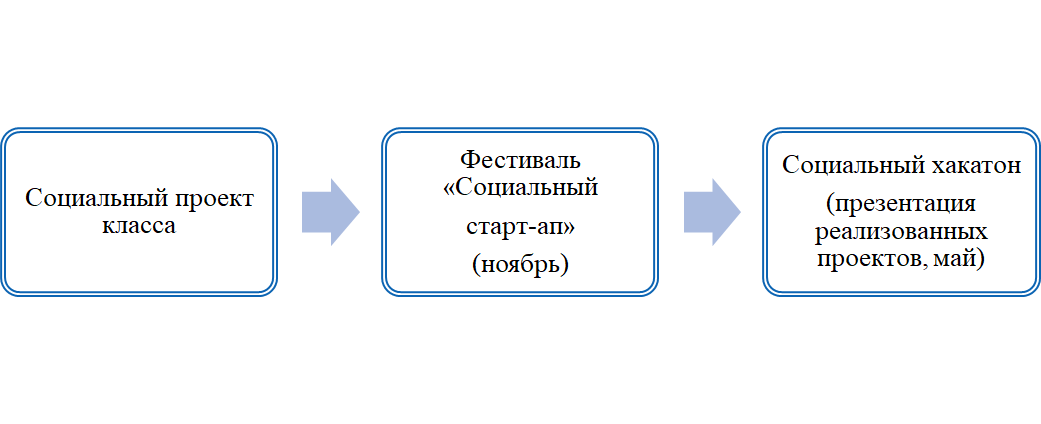 Социальный проект
класса
Фестиваль
«Социальный
старт-ап»
(ноябрь)
Социальный хакатон
(презентация
реализованных
проектов, май)